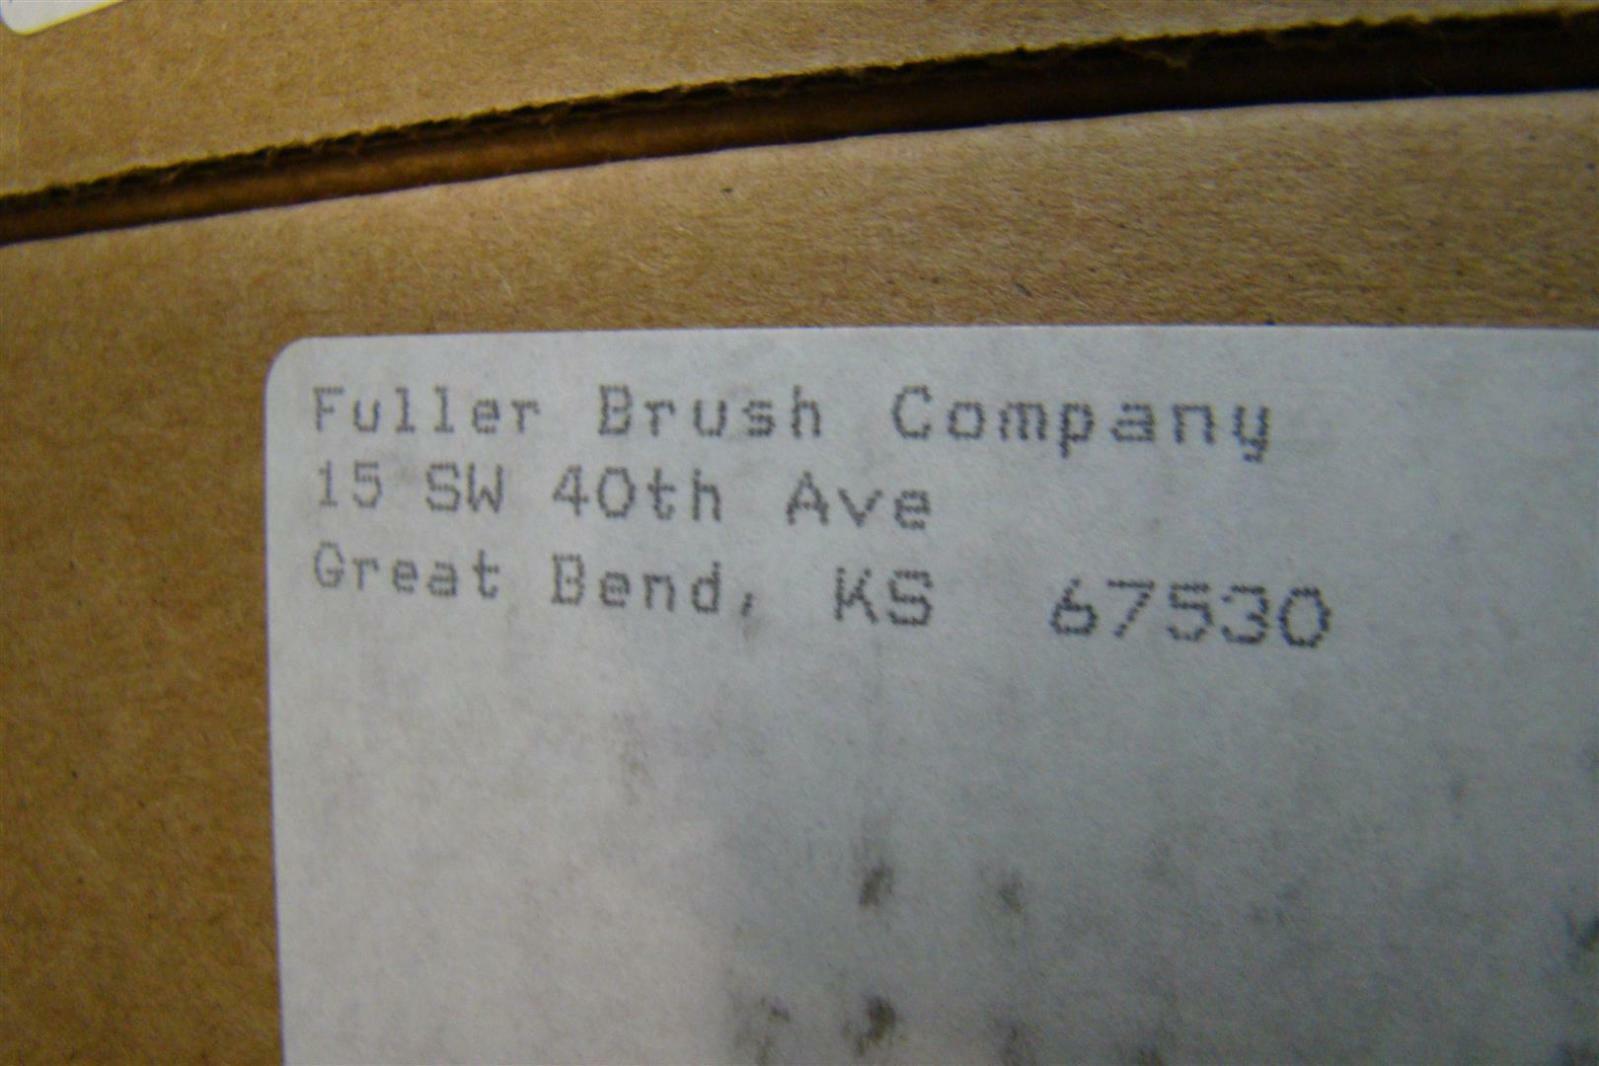 Fuller Brush Company
15 SW 40th Ave
Great Bend, KS 67530